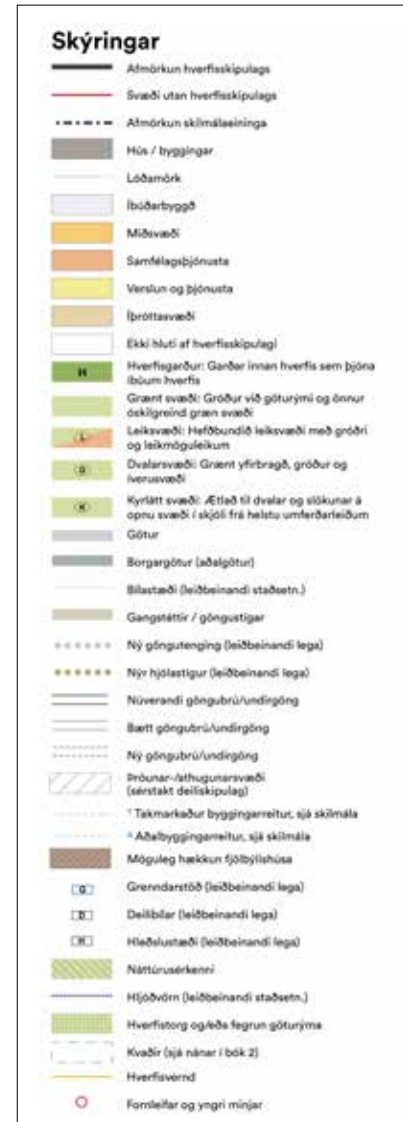 Skýringar
Afmörkun hverfisskipulags
Svæði utan hverfisskipulags
Afmörkun skilmálaeininga
Hús / byggingar
Lóðamörk
Íbúðarbyggð
Miðsvæði
Samfélagsþjónusta
Verslun og þjónusta
Íþróttasvæði
Ekki hluti af hverfisskipulagi
H Hverfisgarður: Garðar innan hverfis sem þjóna
íbúum hverfis
Grænt svæði: Gróður við göturými og önnur
óskilgreind græn svæði
L Leiksvæði: Hefðbundið leiksvæði með gróðri
og leikmöguleikum
D Dvalarsvæði: Grænt yfirbragð, gróður og
íverusvæði
K Kyrlátt svæði: Ætlað til dvalar og slökunar á
opnu svæði í skjóli frá helstu umferðarleiðum
Götur
Borgargötur (aðalgötur)
Bílastæði (leiðbeinandi staðsetn.)
Gangstéttir / göngustígar
Ný göngutenging (leiðbeinandi lega)
Nýr hjólastígur (leiðbeinandi lega)
Núverandi göngubrú/undirgöng
Bætt göngubrú/undirgöng
Ný göngubrú/undirgöng
Þróunar-/athugunarsvæði
(sérstakt deiliskipulag)
Takmarkaður byggingarreitur, sjá skilmála
Aðalbyggingarreitur, sjá skilmála
Möguleg hækkun fjölbýlishúsa
G Grenndarstöð (leiðbeinandi lega)
D Deilibílar (leiðbeinandi lega)
H Hleðslustæði (leiðbeinandi lega)
Náttúrusérkenni
Hljóðvörn (leiðbeinandi staðsetn.)
Hverfistorg og/eða fegrun göturýma
Kvaðir (sjá nánar í bók 2)
Hverfisvernd
Fornleifar og yngri minjar